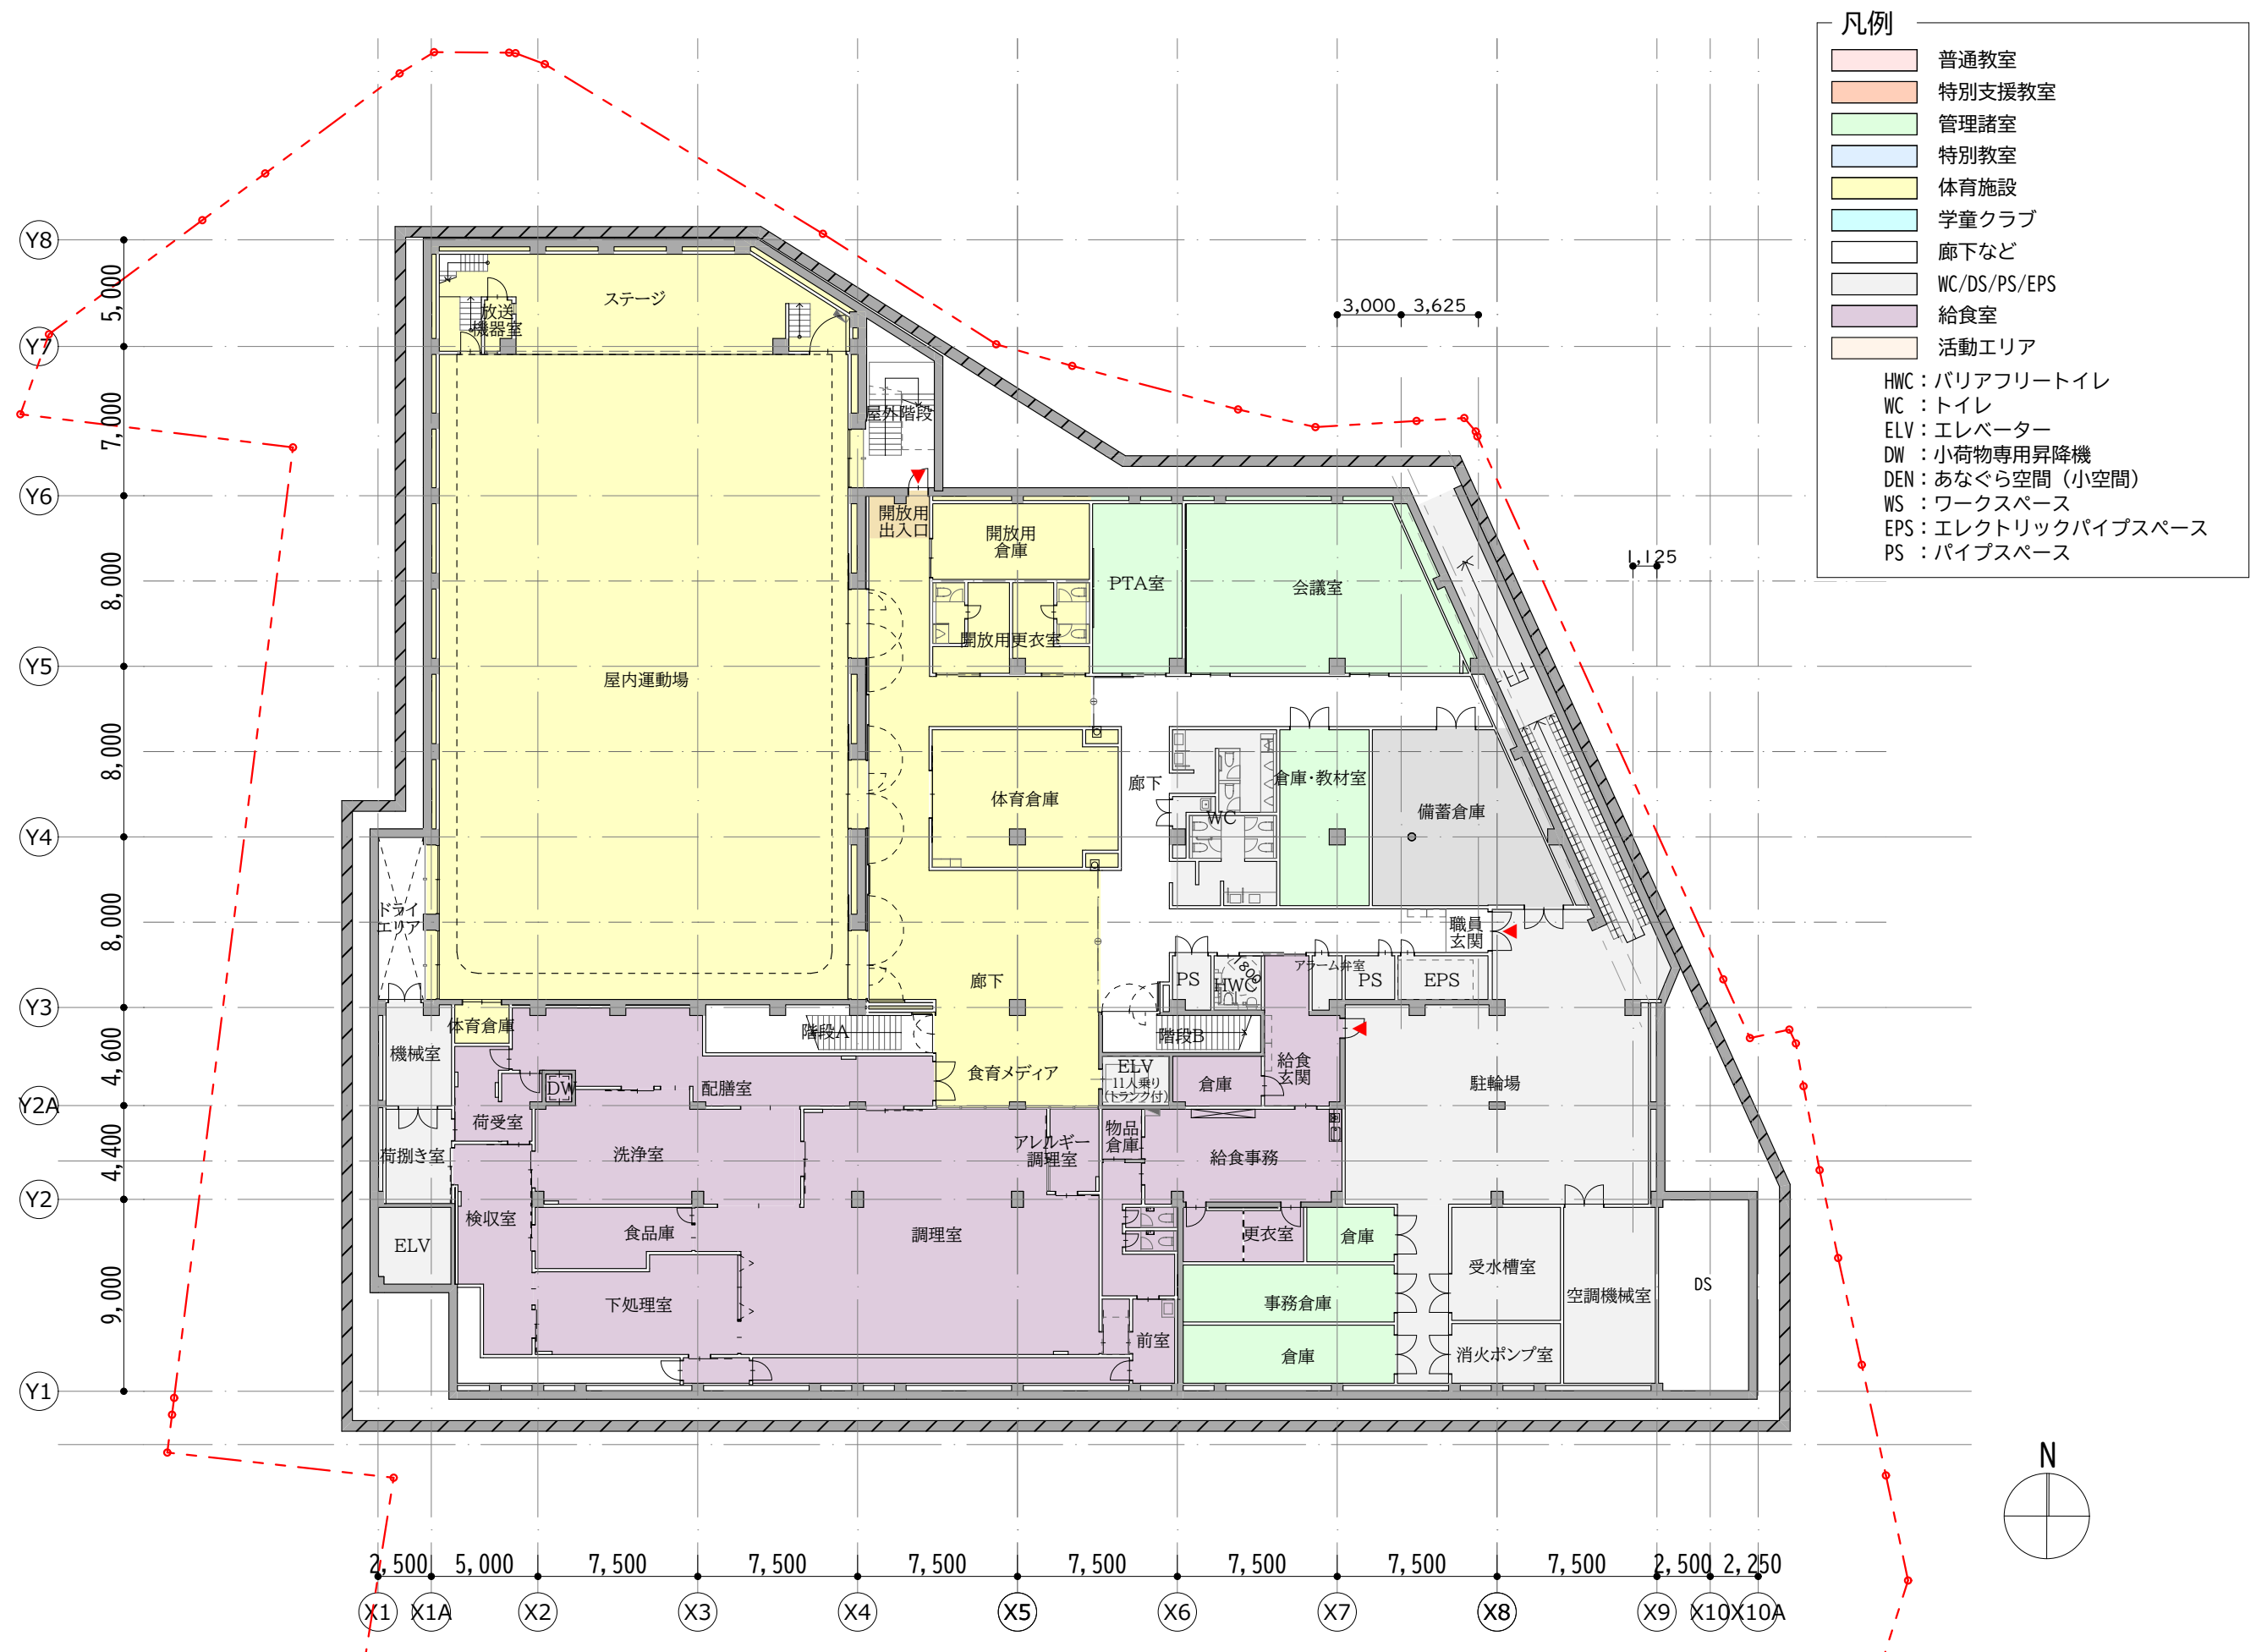 凡例
普通教室
特別支援教室
管理諸室
特別教室
体育施設
学童クラブ
廊下など
WC/DS/PS/EPS
給食室
活動エリア
HWC：バリアフリートイレ
WC ：トイレ
ELV：エレベーター
DW ：小荷物専用昇降機
DEN：あなぐら空間（小空間）
WS ：ワークスペース
EPS：エレクトリックパイプスペース
PS ：パイプスペース
Y8
5,000
Y7
7,000
Y6
8,000
Y5
8,000
Y4
8,000
Y3
4,600
Y2A
4,400
Y2
9,000
Y1
3,000
3,625
1,125
ステージ
放送
機器室
屋外階段
開放用
出入口
開放用
倉庫
PTA室
会議室
開放用更衣室
屋内運動場
体育倉庫
廊下
WC
倉庫・教材室
備蓄倉庫
ドライ
エリア
職員
玄関
廊下
PS
1800
HWC
アラーム弁室
PS
EPS
体育倉庫
階段A
階段B
機械室
DW
配膳室
食育メディア
ELV
11人乗り
(トランク付)
倉庫
給食
玄関
駐輪場
荷受室
荷捌き室
洗浄室
アレルギー
調理室
物品
倉庫
給食事務
検収室
ELV
食品庫
調理室
更衣室
倉庫
受水槽室
空調機械室
DS
下処理室
事務倉庫
前室
倉庫
消火ポンプ室
N
2,500
5,000
7,500
7,500
7,500
7,500
7,500
7,500
7,500
2,500
2,250
X1
X1A
X2
X3
X4
X5
X6
X7
X8
X9
X10
X10A